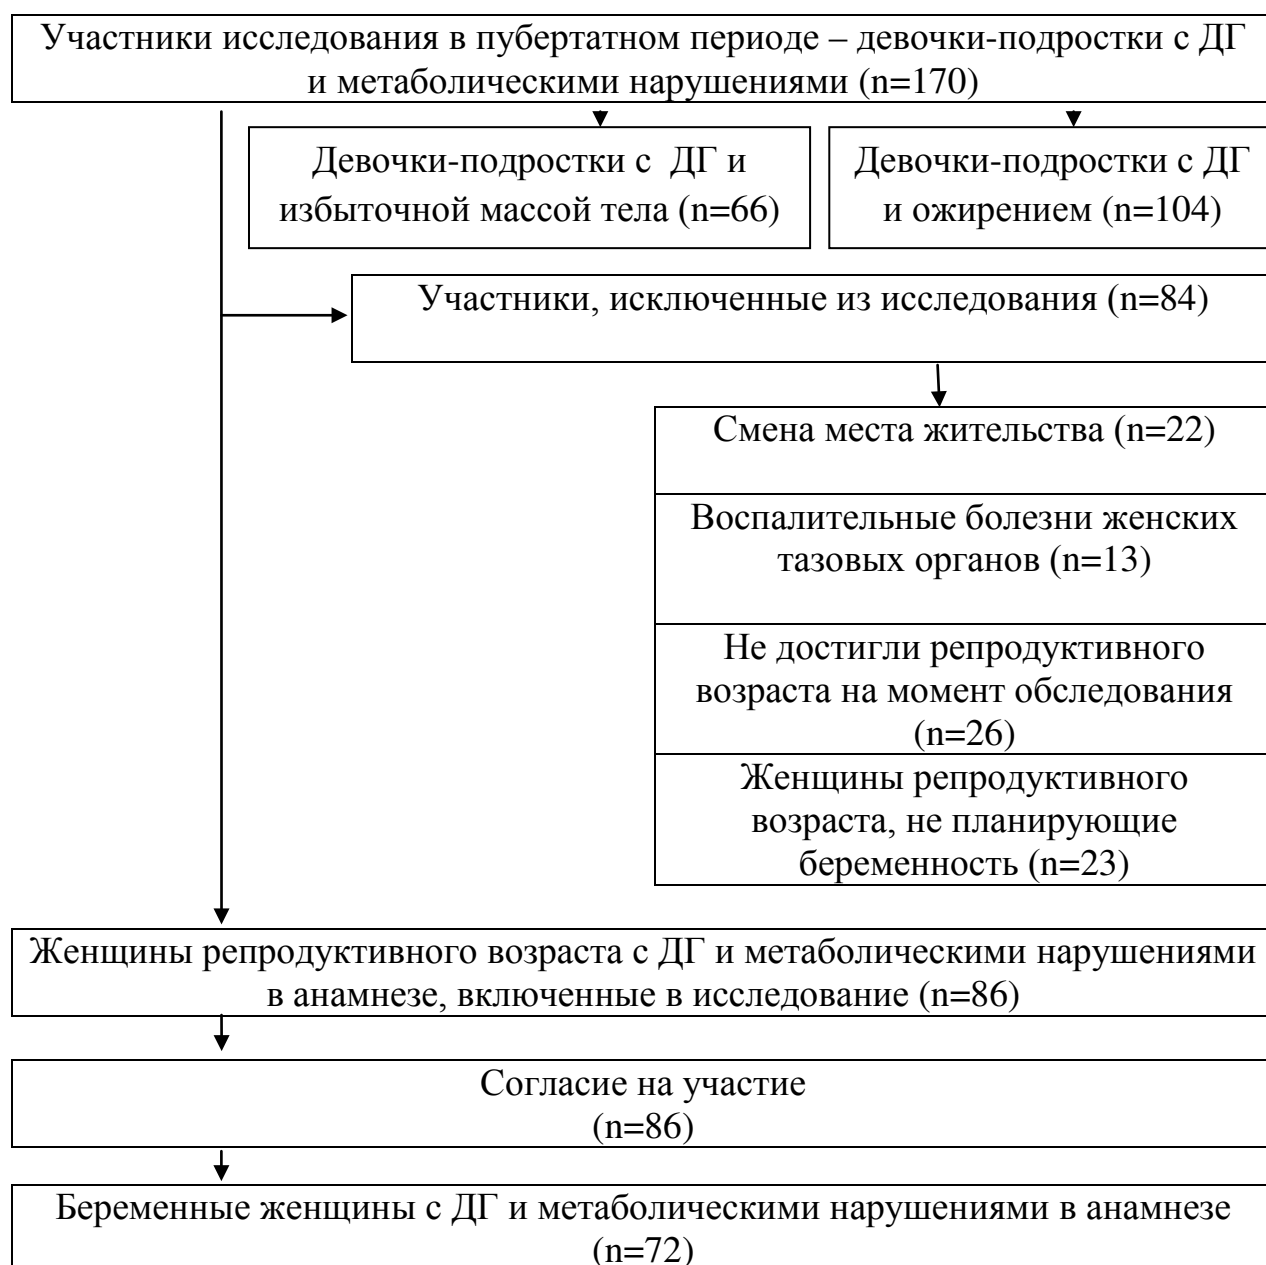 Участники исследования в пубертатном периоде – девочки-подростки с ДГ
и метаболическими нарушениями (n=170)
Девочки-подростки с ДГ и
избыточной массой тела (n=66)
Девочки-подростки с ДГ
и ожирением (n=104)
Участники, исключенные из исследования (n=84)
Смена места жительства (n=22)
Воспалительные болезни женских
тазовых органов (n=13)
Не достигли репродуктивного
возраста на момент обследования
(n=26)
Женщины репродуктивного
возраста, не планирующие
беременность (n=23)
Женщины репродуктивного возраста с ДГ и метаболическими нарушениями
в анамнезе, включенные в исследование (n=86)
Согласие на участие
(n=86)
Беременные женщины с ДГ и метаболическими нарушениями в анамнезе
(n=72)